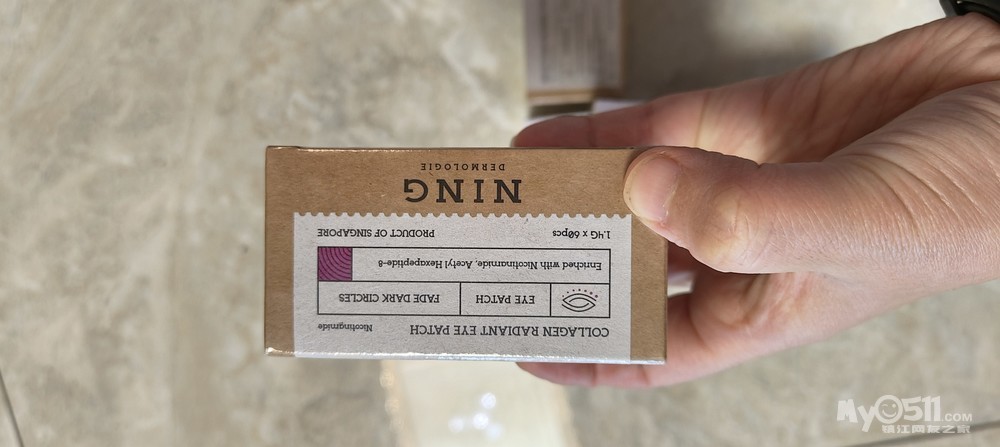 COLLAGEN RADIANT EYE PATCH Nicotingmide
EYE PATCH FADE DARK CIRCLES
Enriched with Nicotinamide, Acetyl Hexapeptide-8
1.4G x 60pcs PRODUCT OF SINGAPORE
NING
DERMOLOGIE
MY0511.COM
镇江网友之家